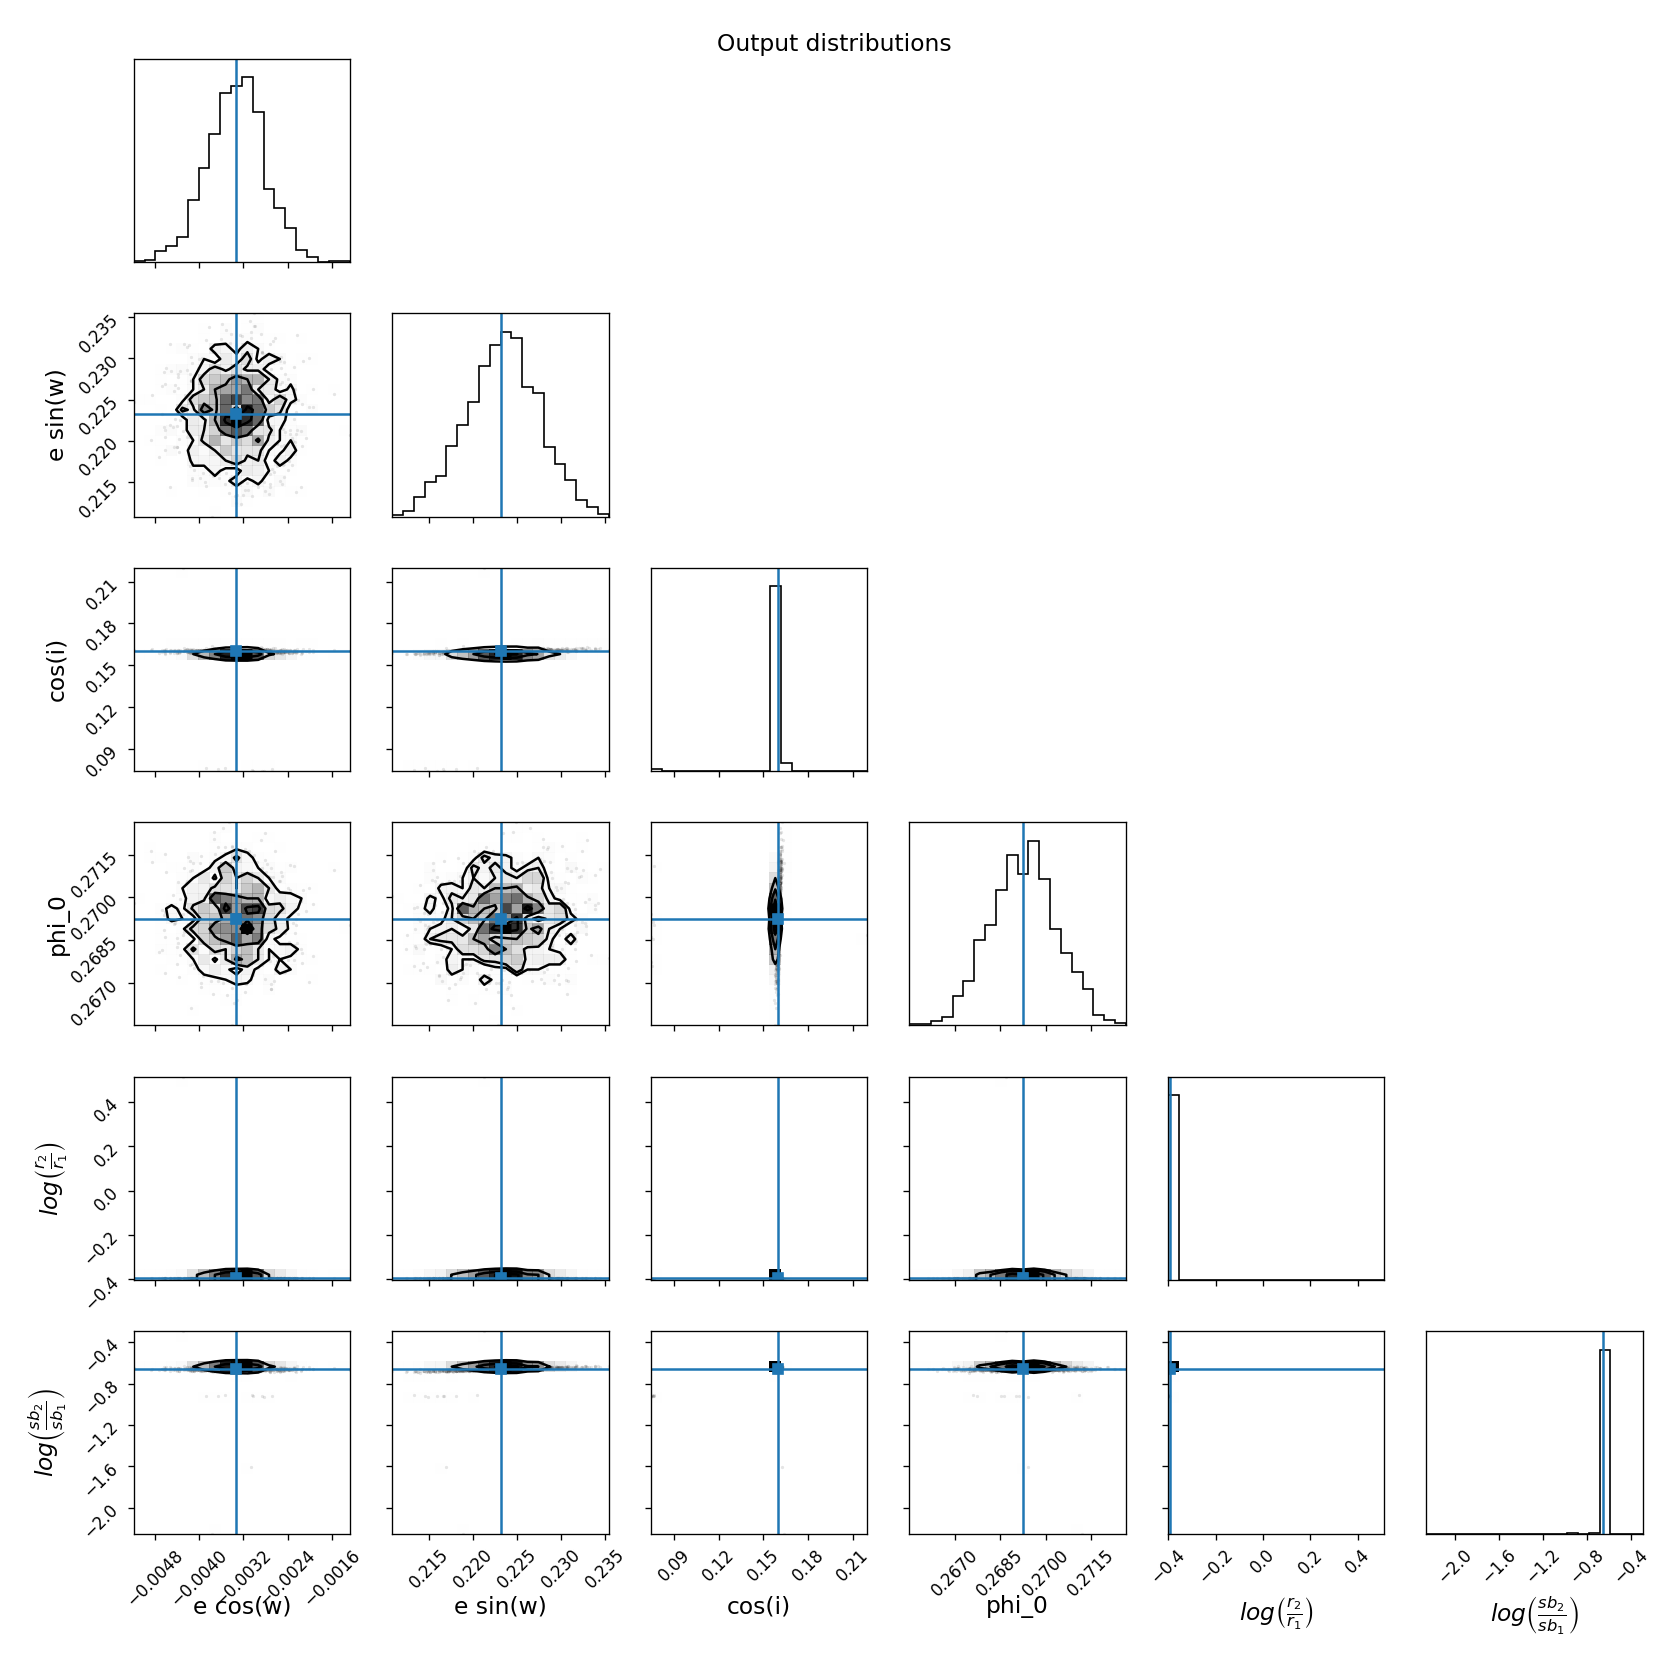 Output distributions
e sin(w)
0.235
0.230
0.225
0.220
0.215
cos(i)
0.21
0.18
0.15
0.12
0.09
phi_0
0.2715
0.2700
0.2685
0.2670
log(r₂/r₁)
0.4
0.2
0.0
−0.2
−0.4
log(sb₂/sb₁)
−0.4
−0.8
−1.2
−1.6
−2.0
−0.0048 −0.0040 −0.0032 −0.0024 −0.0016
0.215 0.220 0.225 0.230 0.235
0.09 0.12 0.15 0.18 0.21
0.2670 0.2685 0.2700 0.2715
−0.4 −0.2 0.0 0.2 0.4
−2.0 −1.6 −1.2 −0.8 −0.4
e cos(w)
e sin(w)
cos(i)
phi_0
log(r₂/r₁)
log(sb₂/sb₁)